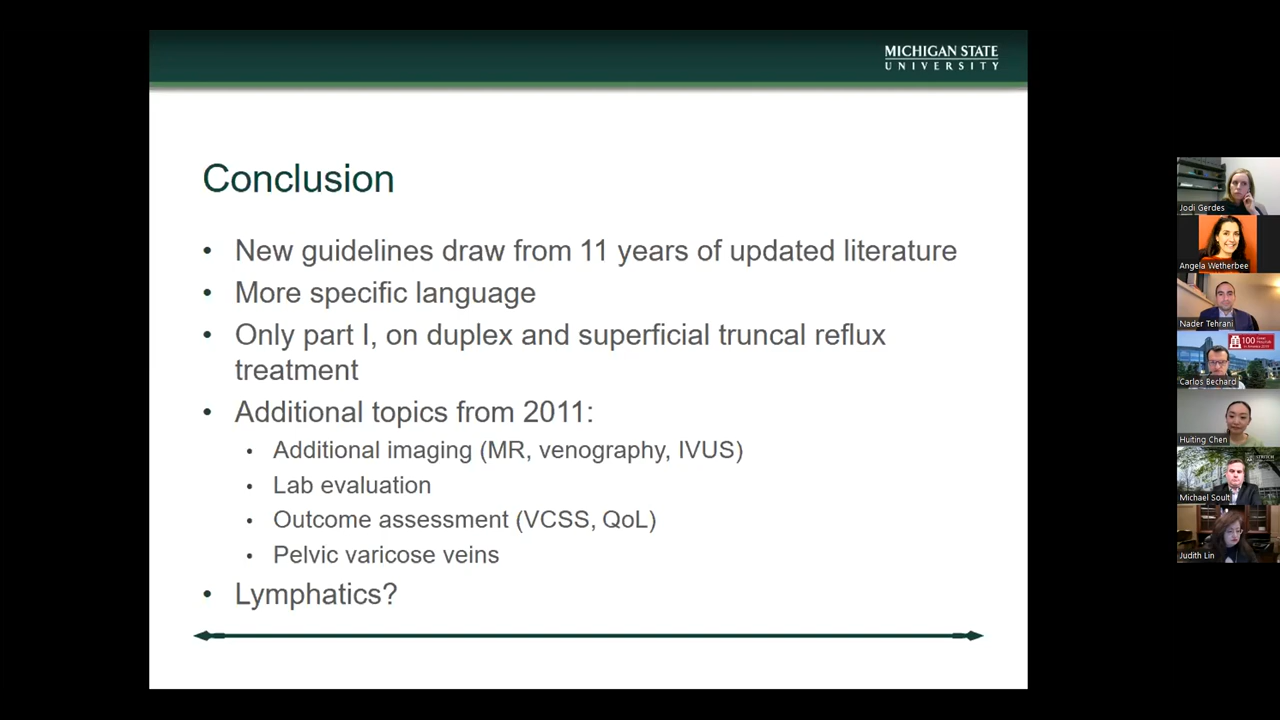 MICHIGAN STATE
UNIVERSITY
Conclusion
• New guidelines draw from 11 years of updated literature
• More specific language
• Only part I, on duplex and superficial truncal reflux
treatment
• Additional topics from 2011:
• Additional imaging (MR, venography, IVUS)
• Lab evaluation
• Outcome assessment (VCSS, QoL)
• Pelvic varicose veins
• Lymphatics?
Jodi Gerdes
Angela Wetherbee
Nader Tehrani
100
Carlos Bechard
Huiting Chen
Michael Soult
Judith Lin